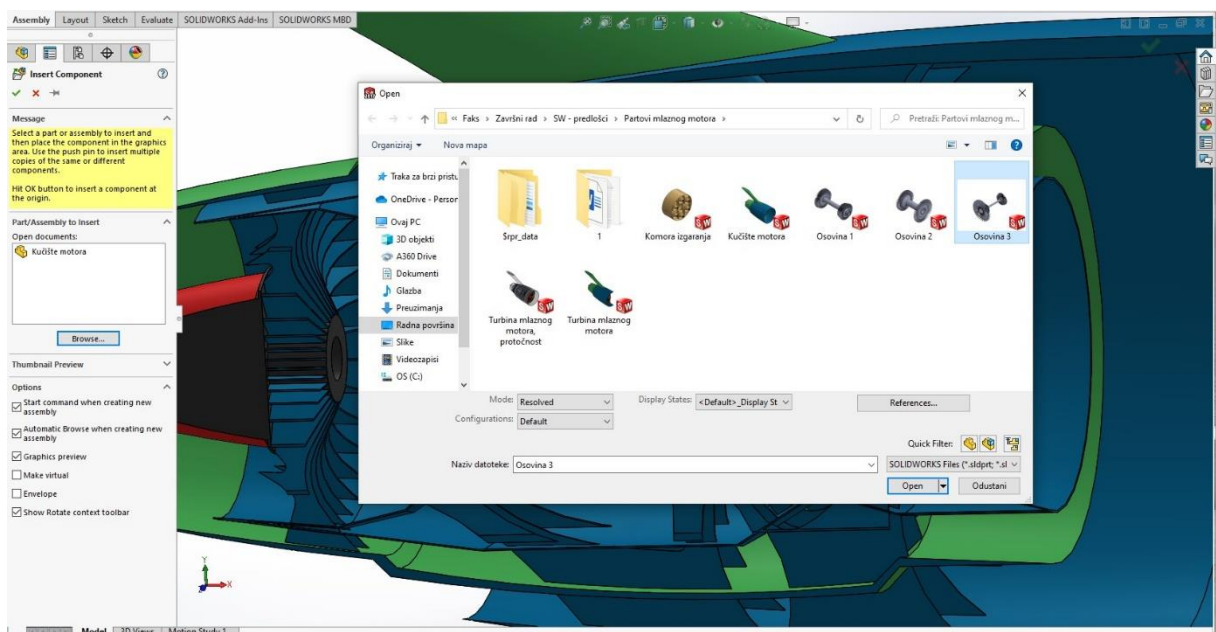 Assembly Layout Sketch Evaluate SOLIDWORKS Add-Ins SOLIDWORKS MBD
Insert Component
Message
Select a part or assembly to insert and
then place the component in the graphics
area. Use the push pin to insert multiple
copies of the same or different
components.
Hit OK button to insert a component at
the origin.
Part/Assembly to Insert
Open documents:
Kućište motora
Browse...
Thumbnail Preview
Options
Start command when creating new
assembly
Automatic Browse when creating new
assembly
Graphics preview
Make virtual
Envelope
Show Rotate context toolbar
Open
« Faks › Završni rad › SW - predlošci › Partovi mlaznog motora ›
Pretraži: Partovi mlaznog m...
Organiziraj Nova mapa
Traka za brzi pristu
OneDrive - Person
Ovaj PC
3D objekti
A360 Drive
Dokumenti
Glazba
Preuzimanja
Radna površina
Slike
Videozapisi
OS (C:)
$rpr_data 1 Komora izgaranja Kućište motora Osovina 1 Osovina 2 Osovina 3
Turbina mlaznog
motora,
protočnost
Turbina mlaznog
motora
Mode: Resolved Display States: <Default>_Display St References...
Configurations: Default
Quick Filter:
Naziv datoteke: Osovina 3 SOLIDWORKS Files (*.sldprt; *.sl
Open Odustani
Y
X
Model 3D Views Motion Study 1